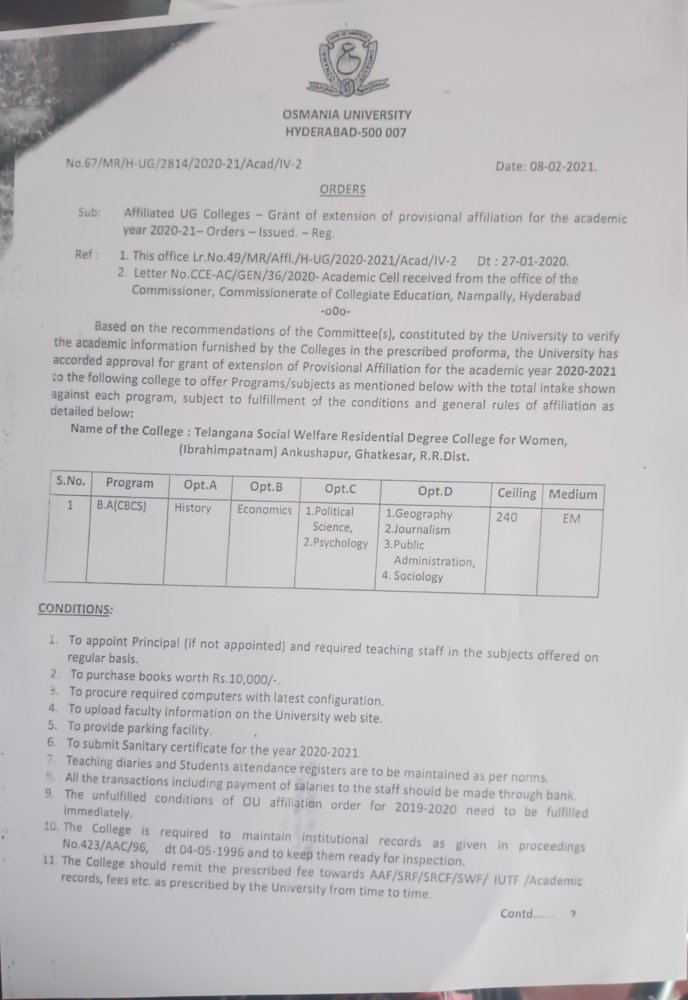 OSMANIA UNIVERSITY
OSMANIA UNIVERSITY
HYDERABAD-500 007
No.67/MR/H-UG/2814/2020-21/Acad/IV-2 Date: 08-02-2021.
ORDERS
Sub: Affiliated UG Colleges – Grant of extension of provisional affiliation for the academic
year 2020-21– Orders – Issued. – Reg.
Ref : 1. This office Lr.No.49/MR/Affl./H-UG/2020-2021/Acad/IV-2 Dt : 27-01-2020.
2. Letter No.CCE-AC/GEN/36/2020- Academic Cell received from the office of the
Commissioner, Commissionerate of Collegiate Education, Nampally, Hyderabad
-o0o-
Based on the recommendations of the Committee(s), constituted by the University to verify
the academic information furnished by the Colleges in the prescribed proforma, the University has
accorded approval for grant of extension of Provisional Affiliation for the academic year 2020-2021
to the following college to offer Programs/subjects as mentioned below with the total intake shown
against each program, subject to fulfillment of the conditions and general rules of affiliation as
detailed below:
Name of the College : Telangana Social Welfare Residential Degree College for Women,
(Ibrahimpatnam) Ankushapur, Ghatkesar, R.R.Dist.
S.No. Program Opt.A Opt.B Opt.C Opt.D Ceiling Medium
1 B.A(CBCS) History Economics 1.Political 1.Geography 240 EM
Science, 2.Journalism
2.Psychology 3.Public
Administration,
4. Sociology
CONDITIONS:
1. To appoint Principal (if not appointed) and required teaching staff in the subjects offered on
regular basis.
2. To purchase books worth Rs.10,000/-.
3. To procure required computers with latest configuration.
4. To upload faculty information on the University web site.
5. To provide parking facility.
6. To submit Sanitary certificate for the year 2020-2021.
7. Teaching diaries and Students attendance registers are to be maintained as per norms.
8. All the transactions including payment of salaries to the staff should be made through bank.
9. The unfulfilled conditions of OU affiliation order for 2019-2020 need to be fulfilled
immediately.
10. The College is required to maintain institutional records as given in proceedings
No.423/AAC/96, dt 04-05-1996 and to keep them ready for inspection.
11. The College should remit the prescribed fee towards AAF/SRF/SRCF/SWF/ IUTF /Academic
records, fees etc. as prescribed by the University from time to time.
Contd....... 2